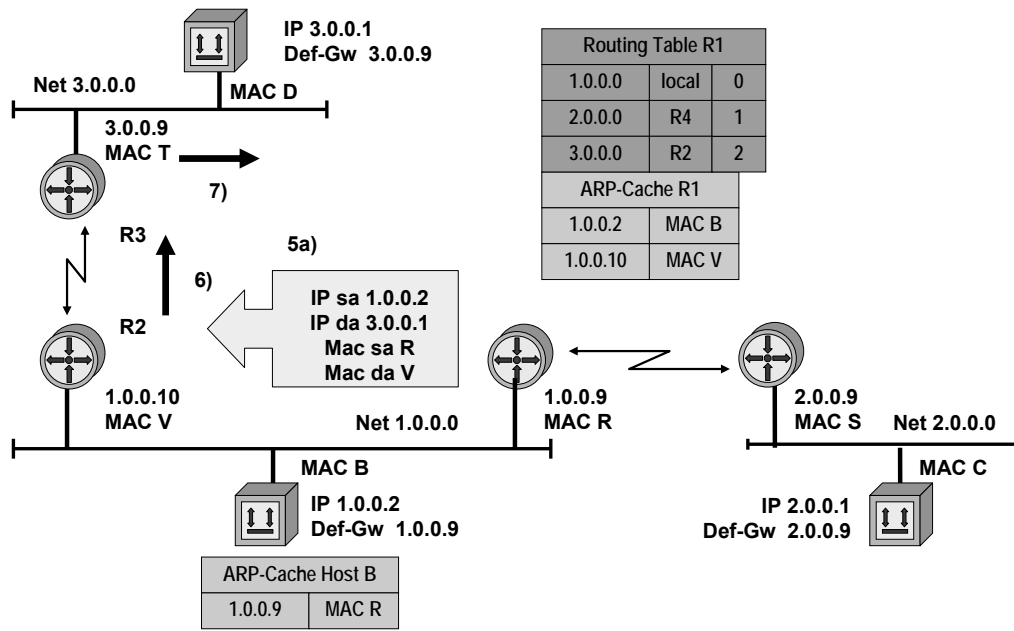 IP 3.0.0.1
Def-Gw 3.0.0.9
Net 3.0.0.0
MAC D
3.0.0.9
MAC T
7)
R3
Routing Table R1
1.0.0.0 local 0
2.0.0.0 R4 1
3.0.0.0 R2 2
ARP-Cache R1
1.0.0.2 MAC B
1.0.0.10 MAC V
5a)
6)
IP sa 1.0.0.2
IP da 3.0.0.1
Mac sa R
Mac da V
R2
1.0.0.10
MAC V
Net 1.0.0.0
1.0.0.9
MAC R
2.0.0.9
MAC S
Net 2.0.0.0
MAC B
IP 1.0.0.2
Def-Gw 1.0.0.9
MAC C
IP 2.0.0.1
Def-Gw 2.0.0.9
ARP-Cache Host B
1.0.0.9 MAC R